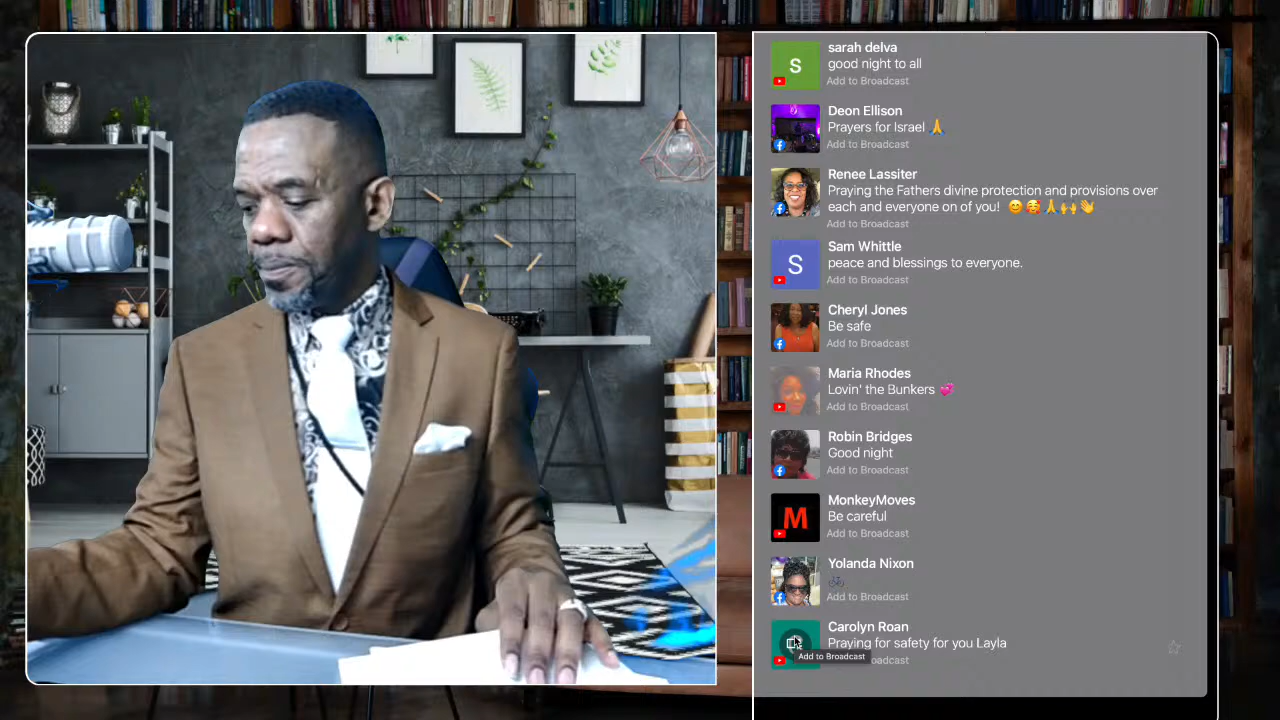 sarah delva
good night to all
Add to Broadcast
Deon Ellison
Prayers for Israel 🙏
Add to Broadcast
Renee Lassiter
Praying the Fathers divine protection and provisions over
each and everyone on of you! 😊🥰🙏🙌👋
Add to Broadcast
S
Sam Whittle
peace and blessings to everyone.
Add to Broadcast
S
Cheryl Jones
Be safe
Add to Broadcast
Maria Rhodes
Lovin' the Bunkers 💞
Add to Broadcast
Robin Bridges
Good night
Add to Broadcast
M
MonkeyMoves
Be careful
Add to Broadcast
Yolanda Nixon
🚲
Add to Broadcast
Carolyn Roan
Praying for safety for you Layla
Add to Broadcast
oadcast